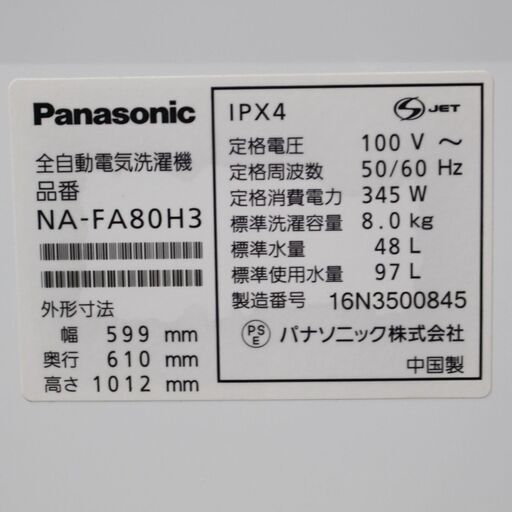 Panasonic
全自動電気洗濯機
品番
NA-FA80H3
外形寸法
幅 599 mm
奥行 610 mm
高さ 1012 mm
IPX4
S JET
定格電圧 100 V ～
定格周波数 50/60 Hz
定格消費電力 345 W
標準洗濯容量 8.0 kg
標準水量 48 L
標準使用水量 97 L
製造番号 16N3500845
PSE パナソニック株式会社
中国製